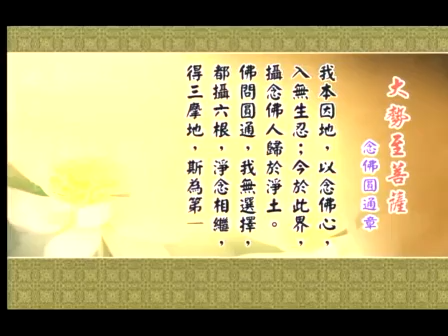 大勢至菩薩
念佛圓通章
我本因地，以念佛心，
入無生忍；今於此界，
攝念佛人歸於淨土。
佛問圓通，我無選擇，
都攝六根，淨念相繼，
得三摩地，斯為第一